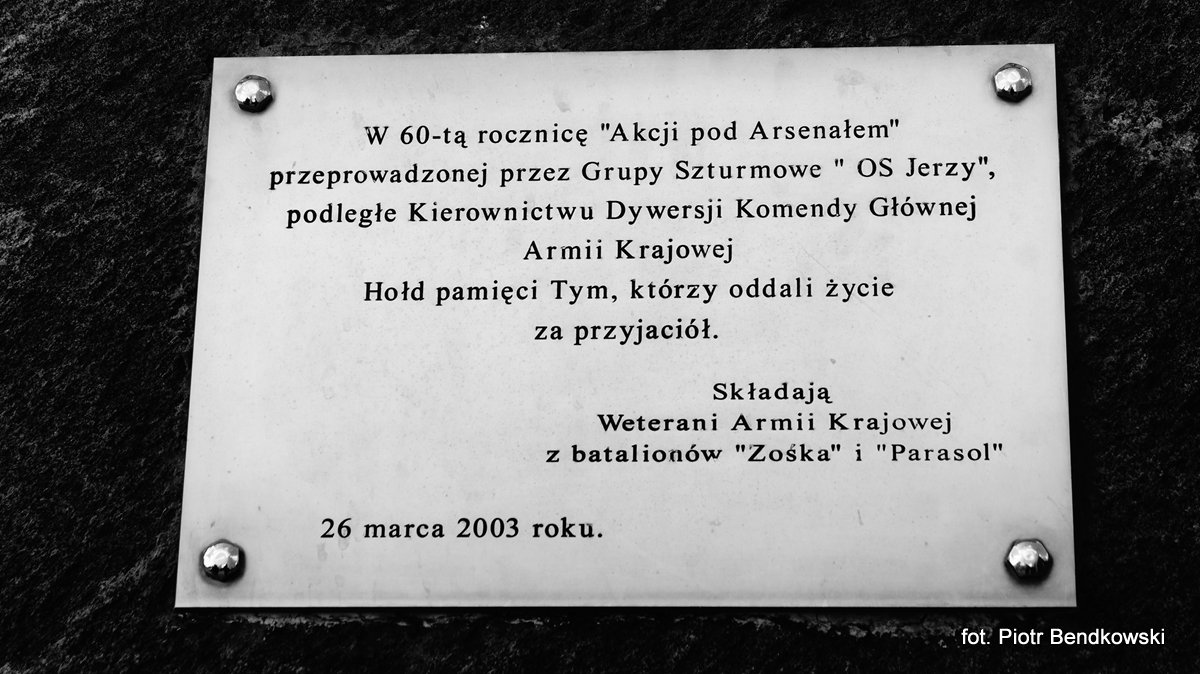 W 60-tą rocznicę "Akcji pod Arsenałem"
przeprowadzonej przez Grupy Szturmowe " OS Jerzy",
podległe Kierownictwu Dywersji Komendy Głównej
Armii Krajowej
Hołd pamięci Tym, którzy oddali życie
za przyjaciół.
Składają
Weterani Armii Krajowej
z batalionów "Zośka" i "Parasol"
26 marca 2003 roku.
fot. Piotr Bendkowski